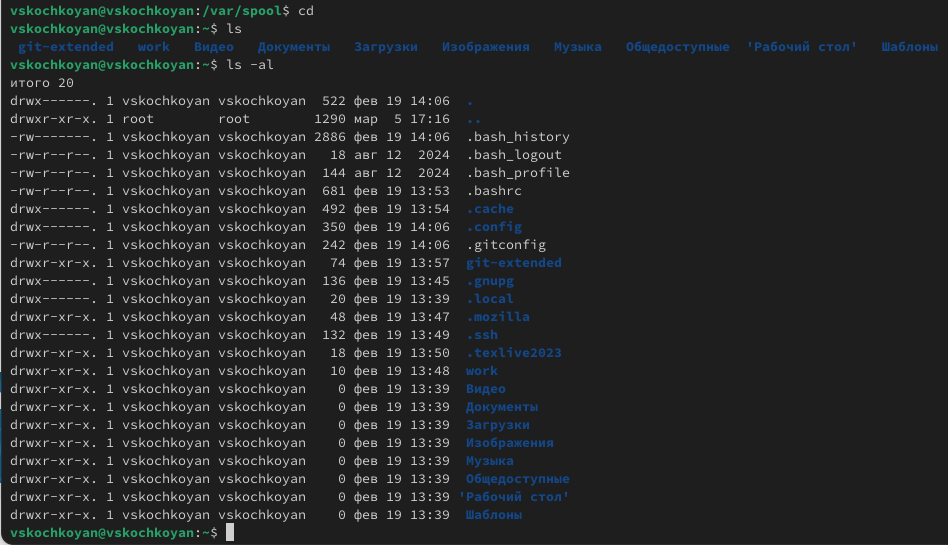 vskochkoyan@vskochkoyan:/var/spool$ cd
vskochkoyan@vskochkoyan:~$ ls
git-extended work Видео Документы Загрузки Изображения Музыка Общедоступные 'Рабочий стол' Шаблоны
vskochkoyan@vskochkoyan:~$ ls -al
итого 20
drwx------. 1 vskochkoyan vskochkoyan 522 фев 19 14:06 .
drwxr-xr-x. 1 root root 1290 мар 5 17:16 ..
-rw-------. 1 vskochkoyan vskochkoyan 2886 фев 19 14:06 .bash_history
-rw-r--r--. 1 vskochkoyan vskochkoyan 18 авг 12 2024 .bash_logout
-rw-r--r--. 1 vskochkoyan vskochkoyan 144 авг 12 2024 .bash_profile
-rw-r--r--. 1 vskochkoyan vskochkoyan 681 фев 19 13:53 .bashrc
drwx------. 1 vskochkoyan vskochkoyan 492 фев 19 13:54 .cache
drwx------. 1 vskochkoyan vskochkoyan 350 фев 19 14:06 .config
-rw-r--r--. 1 vskochkoyan vskochkoyan 242 фев 19 14:06 .gitconfig
drwxr-xr-x. 1 vskochkoyan vskochkoyan 74 фев 19 13:57 git-extended
drwx------. 1 vskochkoyan vskochkoyan 136 фев 19 13:45 .gnupg
drwx------. 1 vskochkoyan vskochkoyan 20 фев 19 13:39 .local
drwxr-xr-x. 1 vskochkoyan vskochkoyan 48 фев 19 13:47 .mozilla
drwx------. 1 vskochkoyan vskochkoyan 132 фев 19 13:49 .ssh
drwxr-xr-x. 1 vskochkoyan vskochkoyan 18 фев 19 13:50 .texlive2023
drwxr-xr-x. 1 vskochkoyan vskochkoyan 10 фев 19 13:48 work
drwxr-xr-x. 1 vskochkoyan vskochkoyan 0 фев 19 13:39 Видео
drwxr-xr-x. 1 vskochkoyan vskochkoyan 0 фев 19 13:39 Документы
drwxr-xr-x. 1 vskochkoyan vskochkoyan 0 фев 19 13:39 Загрузки
drwxr-xr-x. 1 vskochkoyan vskochkoyan 0 фев 19 13:39 Изображения
drwxr-xr-x. 1 vskochkoyan vskochkoyan 0 фев 19 13:39 Музыка
drwxr-xr-x. 1 vskochkoyan vskochkoyan 0 фев 19 13:39 Общедоступные
drwxr-xr-x. 1 vskochkoyan vskochkoyan 0 фев 19 13:39 'Рабочий стол'
drwxr-xr-x. 1 vskochkoyan vskochkoyan 0 фев 19 13:39 Шаблоны
vskochkoyan@vskochkoyan:~$